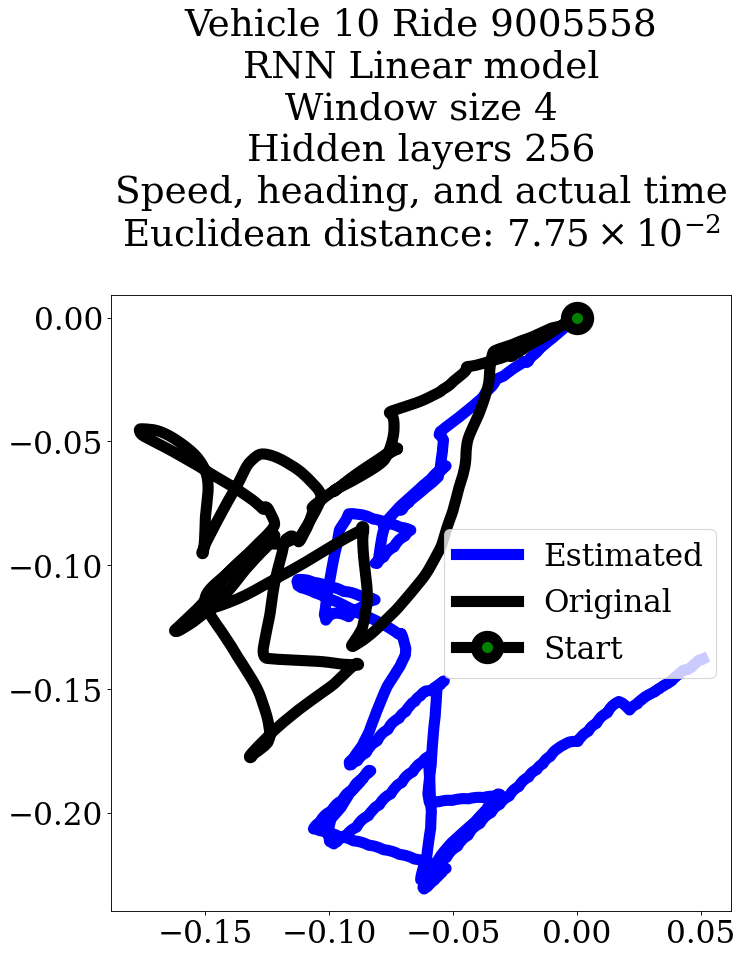 Vehicle 10 Ride 9005558
RNN Linear model
Window size 4
Hidden layers 256
Speed, heading, and actual time
Euclidean distance: 7.75 × 10⁻²
0.00
−0.05
−0.10
−0.15
−0.20
Estimated
Original
Start
−0.15 −0.10 −0.05 0.00 0.05